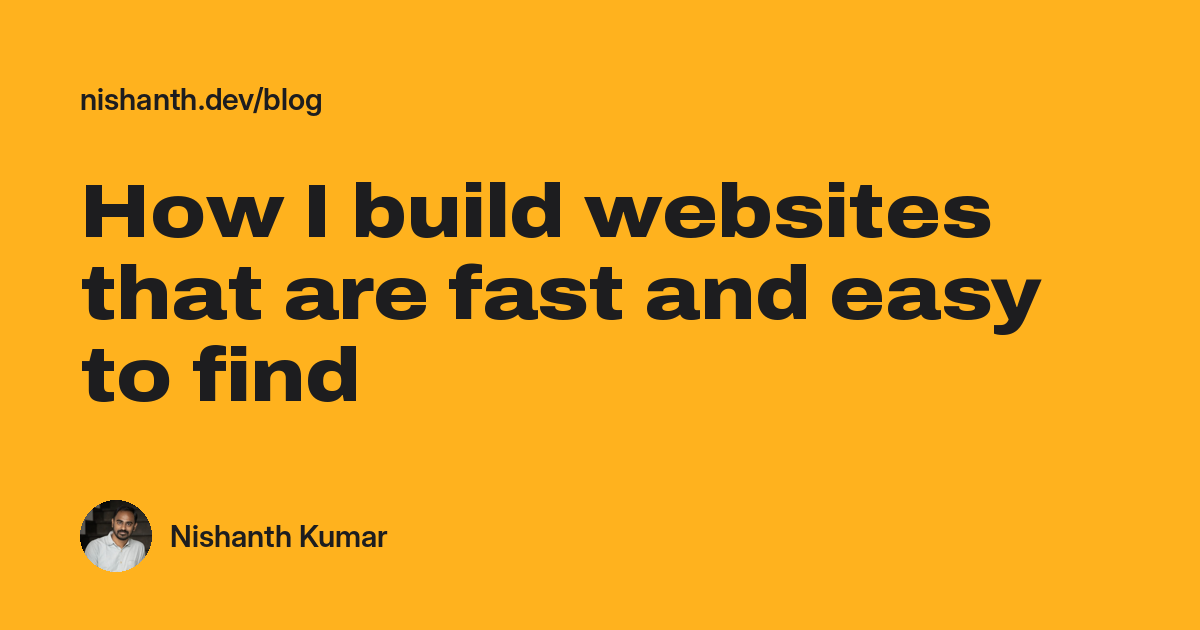 nishanth.dev/blog
How I build websites
that are fast and easy
to find
Nishanth Kumar